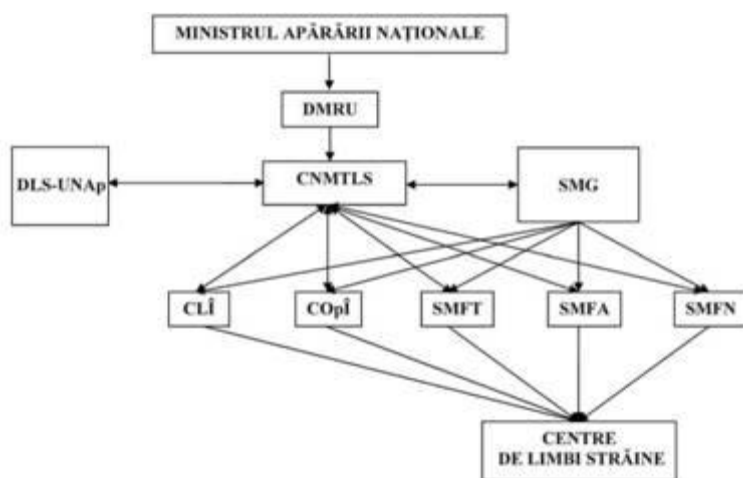 MINISTRUL APĂRĂRII NAȚIONALE
DMRU
DLS-UNAp
CNMTLS
SMG
CLÎ
COpÎ
SMFT
SMFA
SMFN
CENTRE
DE LIMBI STRĂINE